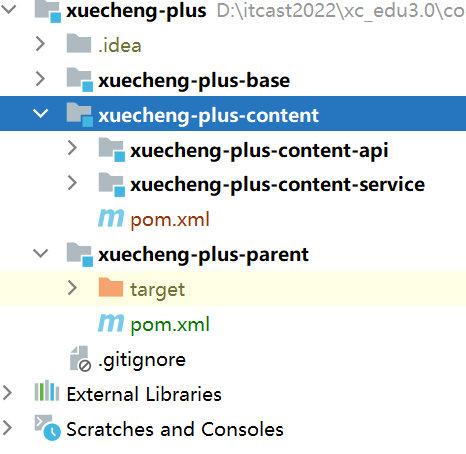 xuecheng-plus D:\itcast2022\xc_edu3.0\co
.idea
xuecheng-plus-base
xuecheng-plus-content
xuecheng-plus-content-api
xuecheng-plus-content-service
m pom.xml
xuecheng-plus-parent
target
m pom.xml
.gitignore
External Libraries
Scratches and Consoles